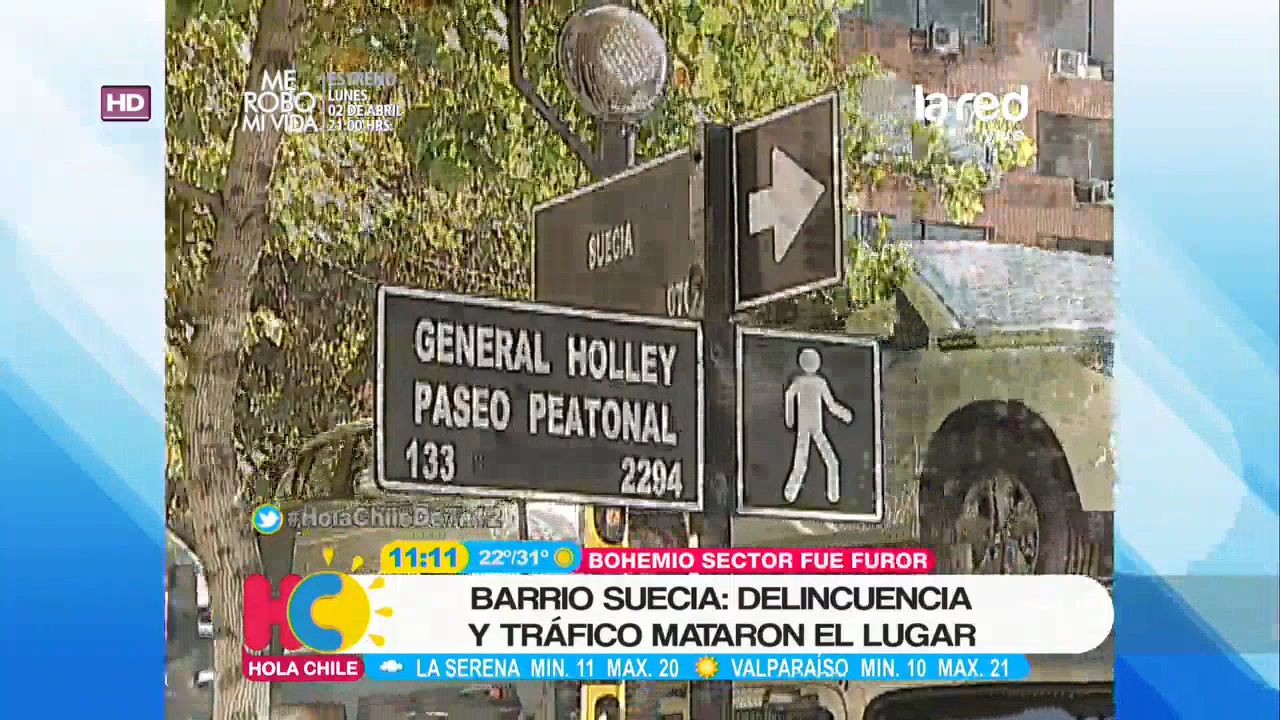 HD
ME
ROBO
MI VIDA
ESTRENO
LUNES
02 DE ABRIL
21:00 HRS.
la red
SUECIA
GENERAL HOLLEY
PASEO PEATONAL
133 2294
11:11 22°/31° BOHEMIO SECTOR FUE FUROR
HC
BARRIO SUECIA: DELINCUENCIA
Y TRÁFICO MATARON EL LUGAR
HOLA CHILE
LA SERENA MIN. 11 MAX. 20 VALPARAÍSO MIN. 10 MAX. 21